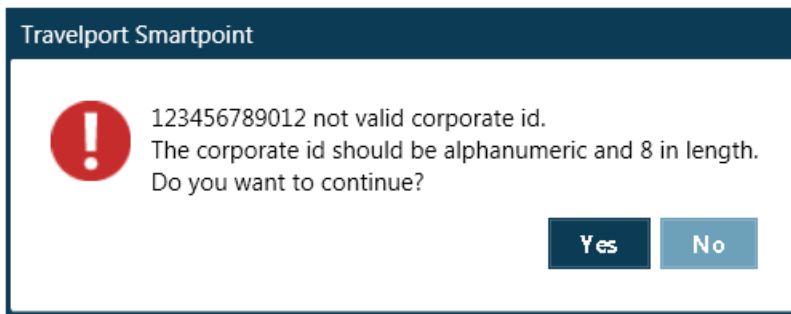 Travelport Smartpoint
123456789012 not valid corporate id.
The corporate id should be alphanumeric and 8 in length.
Do you want to continue?
Yes No